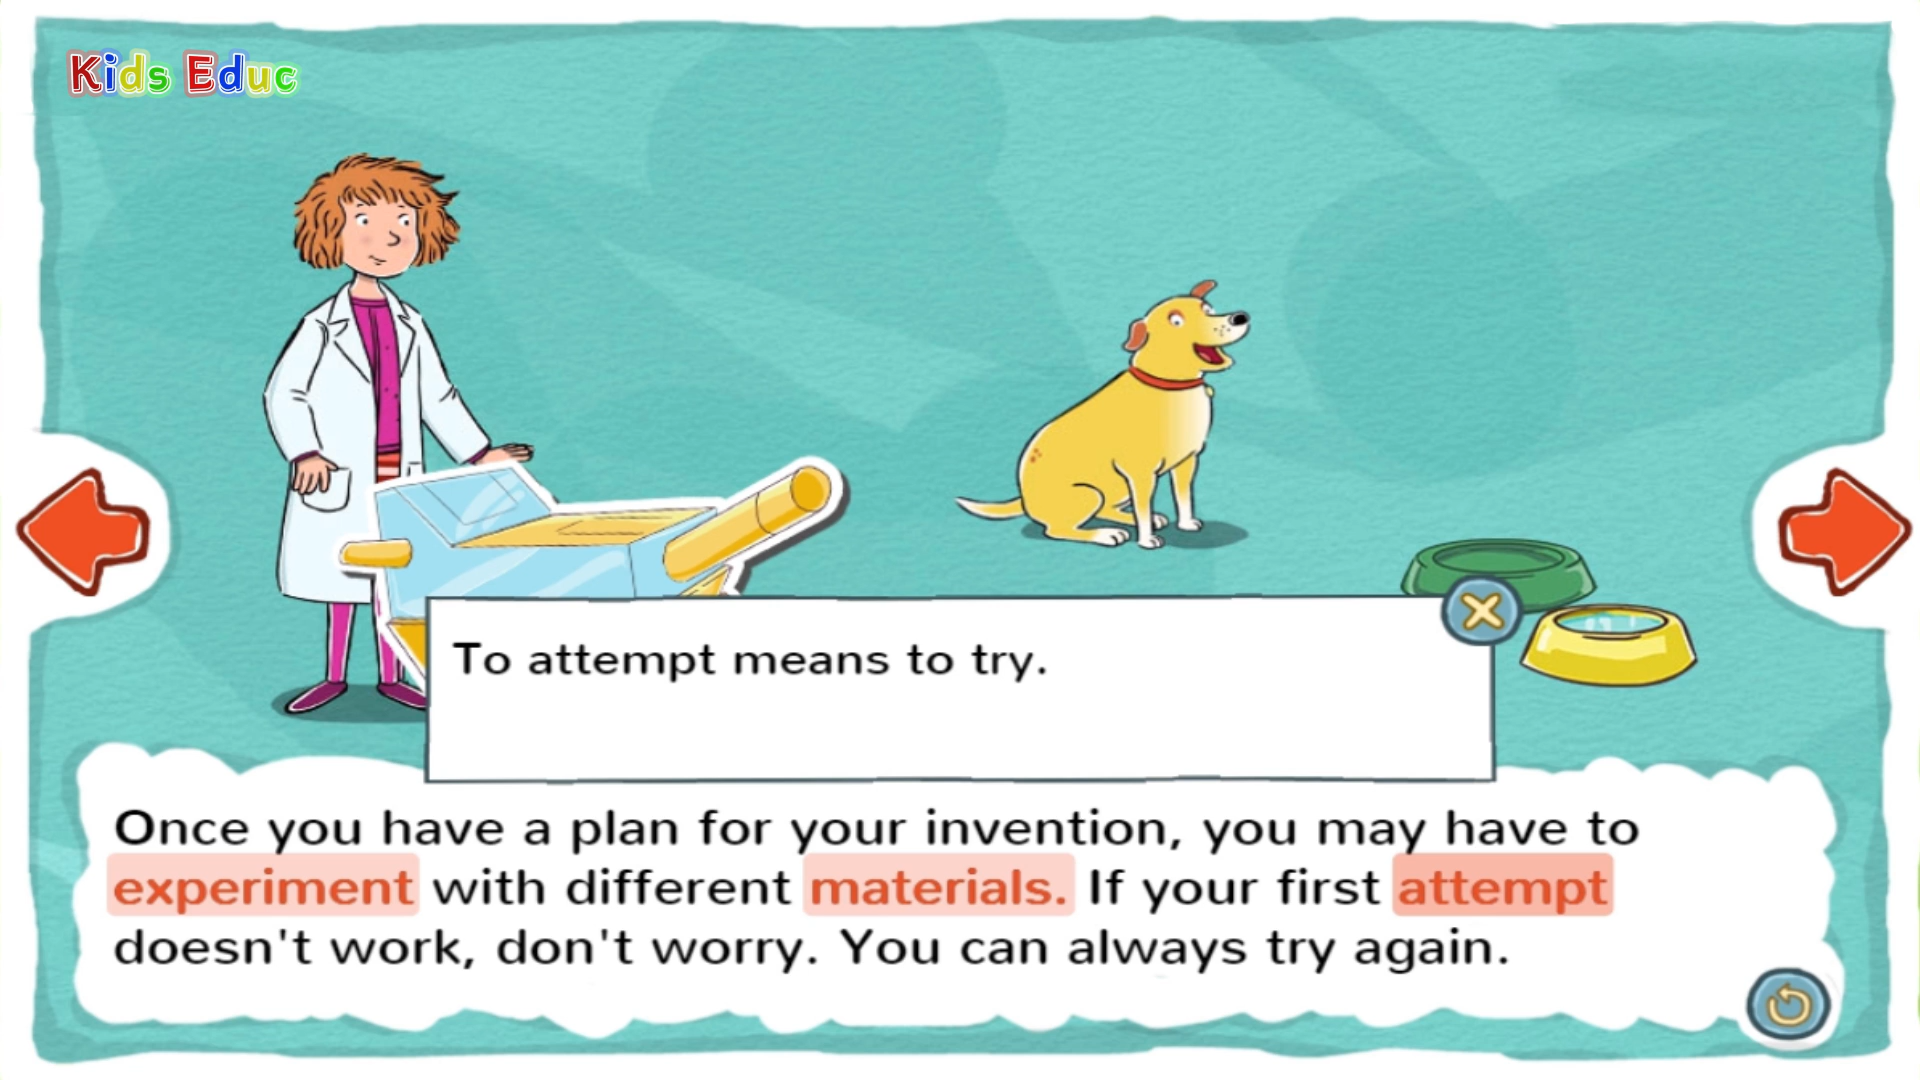 Kids Educ
To attempt means to try.
Once you have a plan for your invention, you may have to
experiment with different materials. If your first attempt
doesn't work, don't worry. You can always try again.